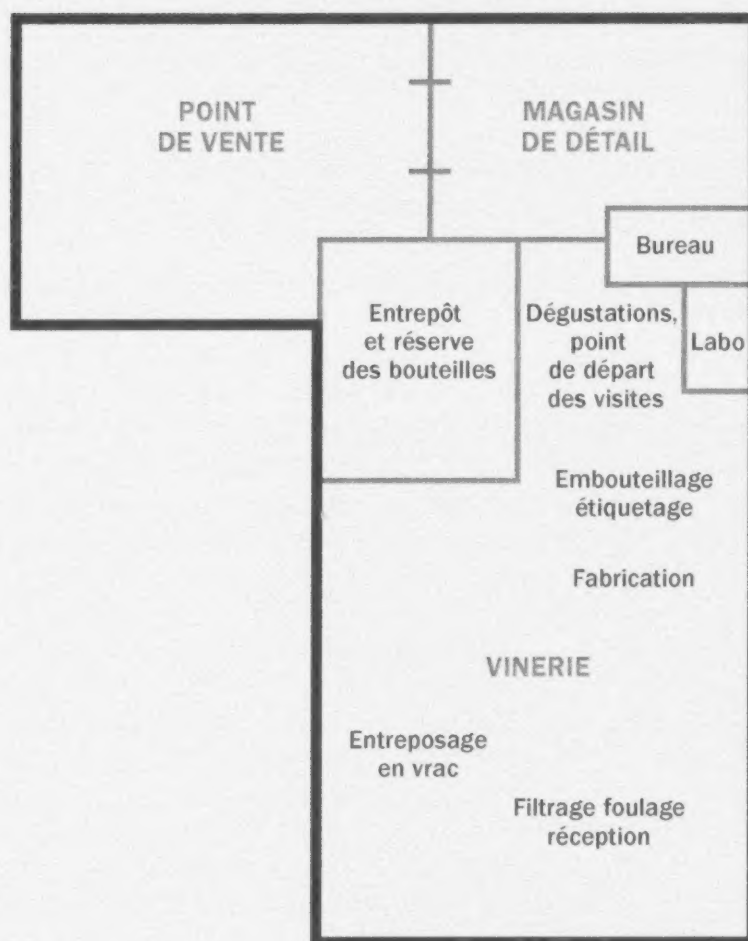 POINT
DE VENTE
MAGASIN
DE DÉTAIL
Bureau
Entrepôt
et réserve
des bouteilles
Dégustations,
point
de départ
des visites
Labo
Embouteillage
étiquetage
Fabrication
VINERIE
Entreposage
en vrac
Filtrage foulage
réception